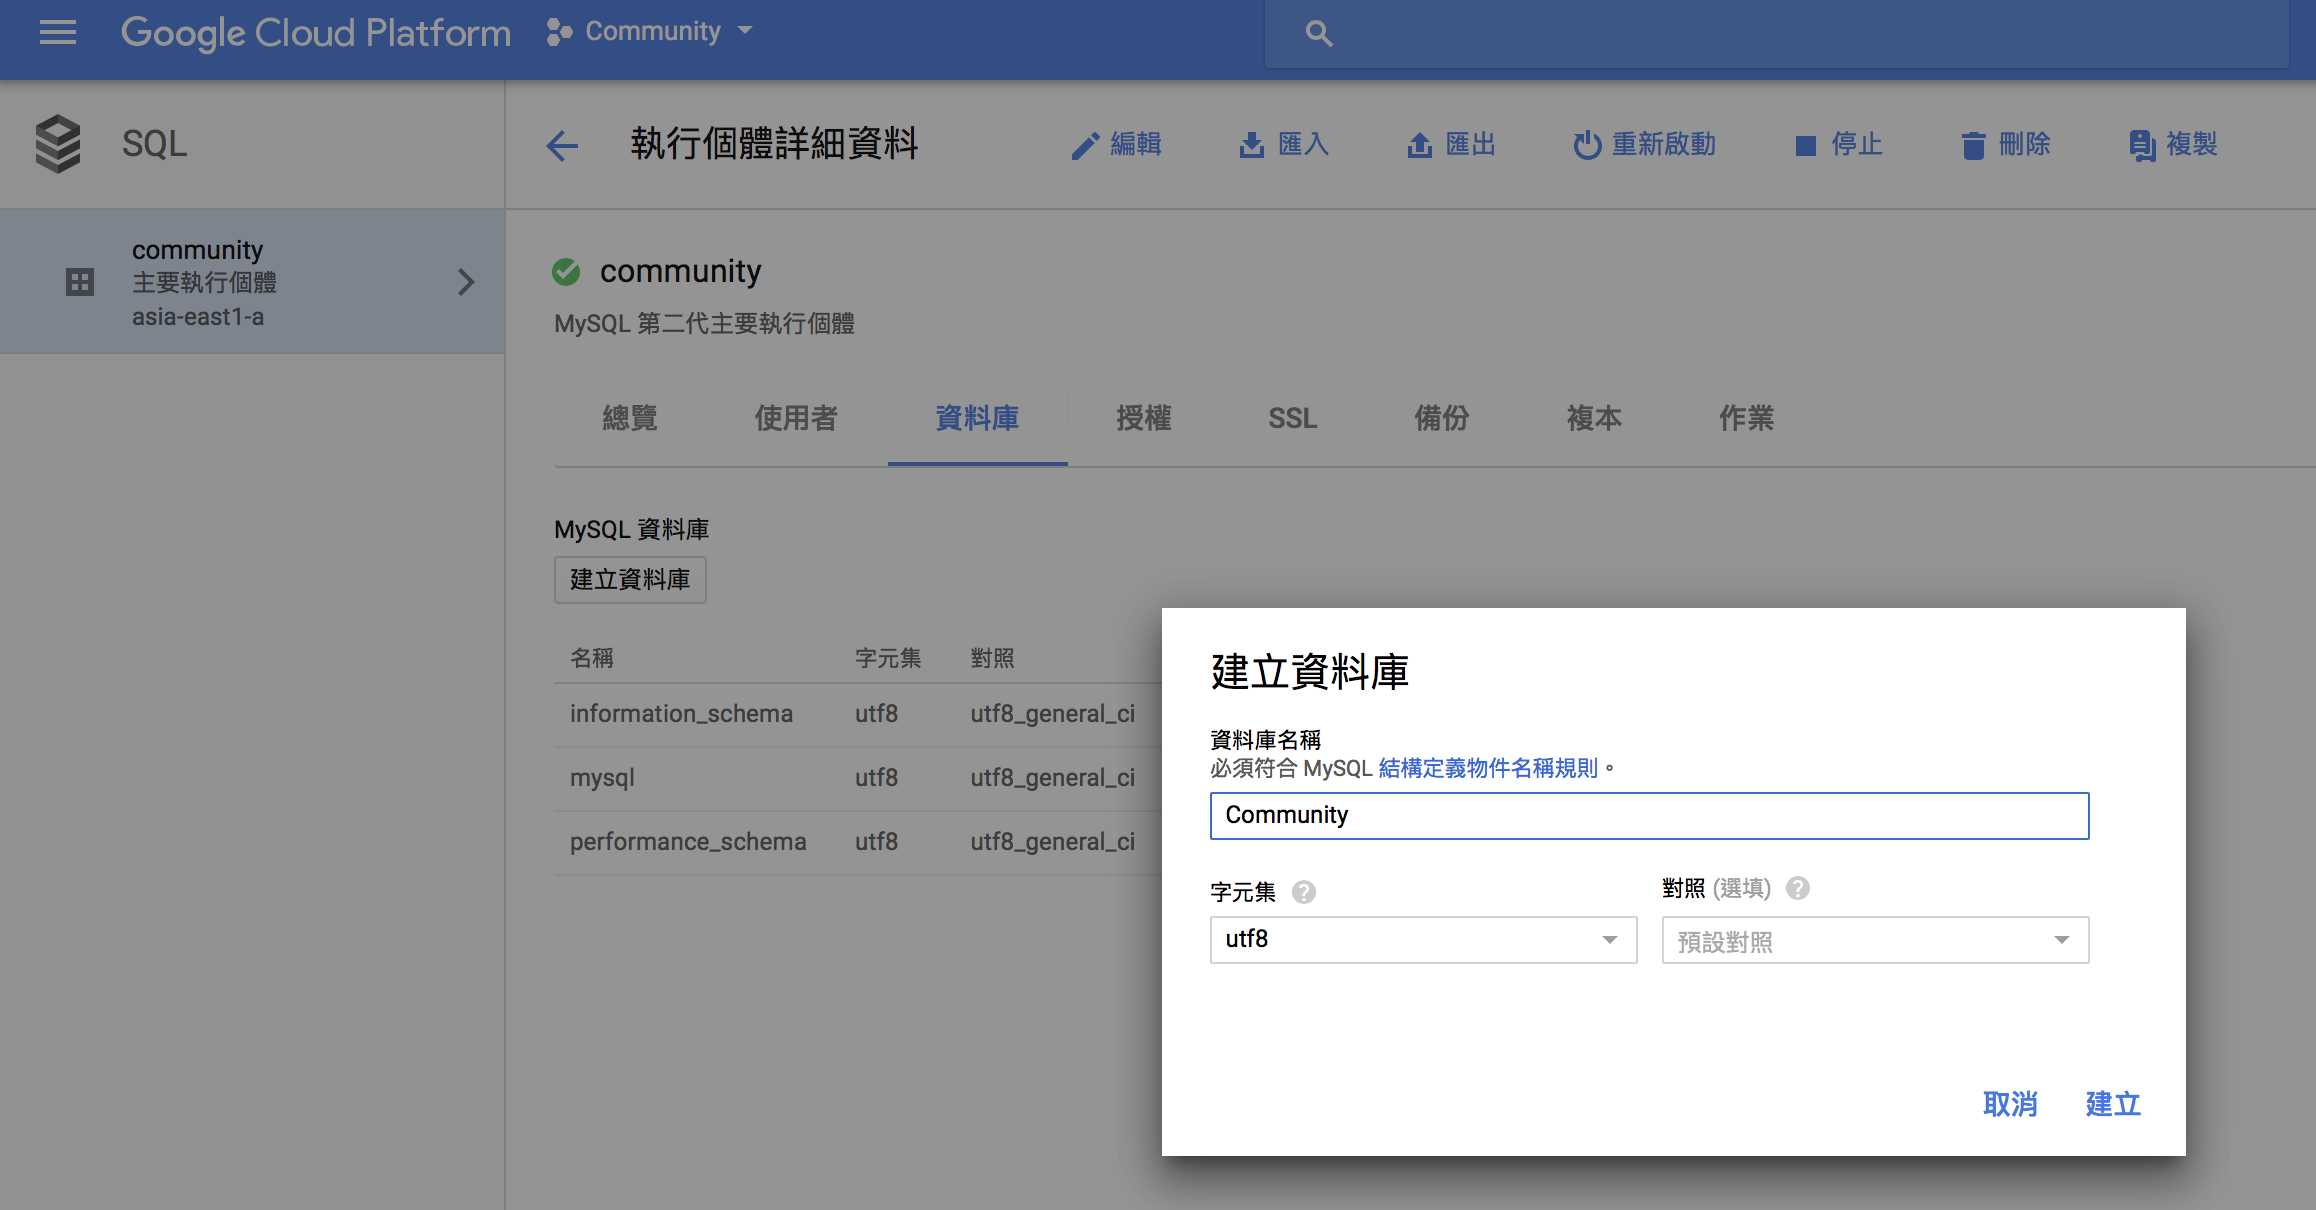 Google Cloud Platform
Community
SQL
執行個體詳細資料
編輯
匯入
匯出
重新啟動
停止
刪除
複製
community
主要執行個體
asia-east1-a
community
MySQL 第二代主要執行個體
總覽
使用者
資料庫
授權
SSL
備份
複本
作業
MySQL 資料庫
建立資料庫
名稱 字元集 對照
information_schema utf8 utf8_general_ci
mysql utf8 utf8_general_ci
performance_schema utf8 utf8_general_ci
建立資料庫
資料庫名稱
必須符合 MySQL 結構定義物件名稱規則。
Community
字元集 ?
對照 (選填) ?
utf8
預設對照
取消
建立